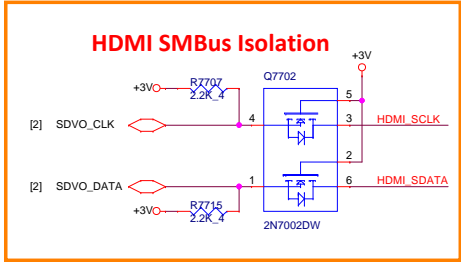 HDMI SMBus Isolation
+3V
+3V
R7707
2.2K_4
Q7702
5
[2] SDVO_CLK
4
3
HDMI_SCLK
2
[2] SDVO_DATA
1
6
HDMI_SDATA
+3V
R7715
2.2K_4
2N7002DW